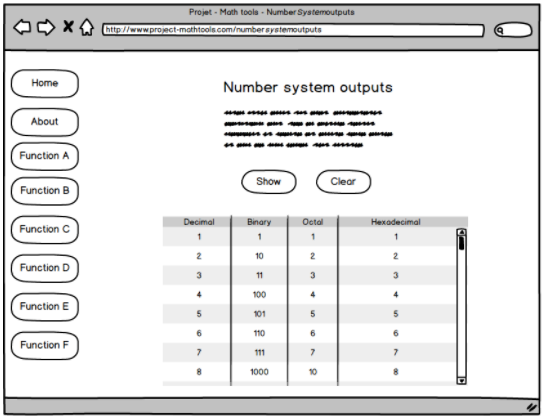 Projet - Math tools - Number Systemoutputs
http://www.project-mathtools.com/numbersystemoutputs
Home
About
Function A
Function B
Function C
Function D
Function E
Function F
Number system outputs
Show Clear
Decimal Binary Octal Hexadecimal
1 1 1 1
2 10 2 2
3 11 3 3
4 100 4 4
5 101 5 5
6 110 6 6
7 111 7 7
8 1000 10 8